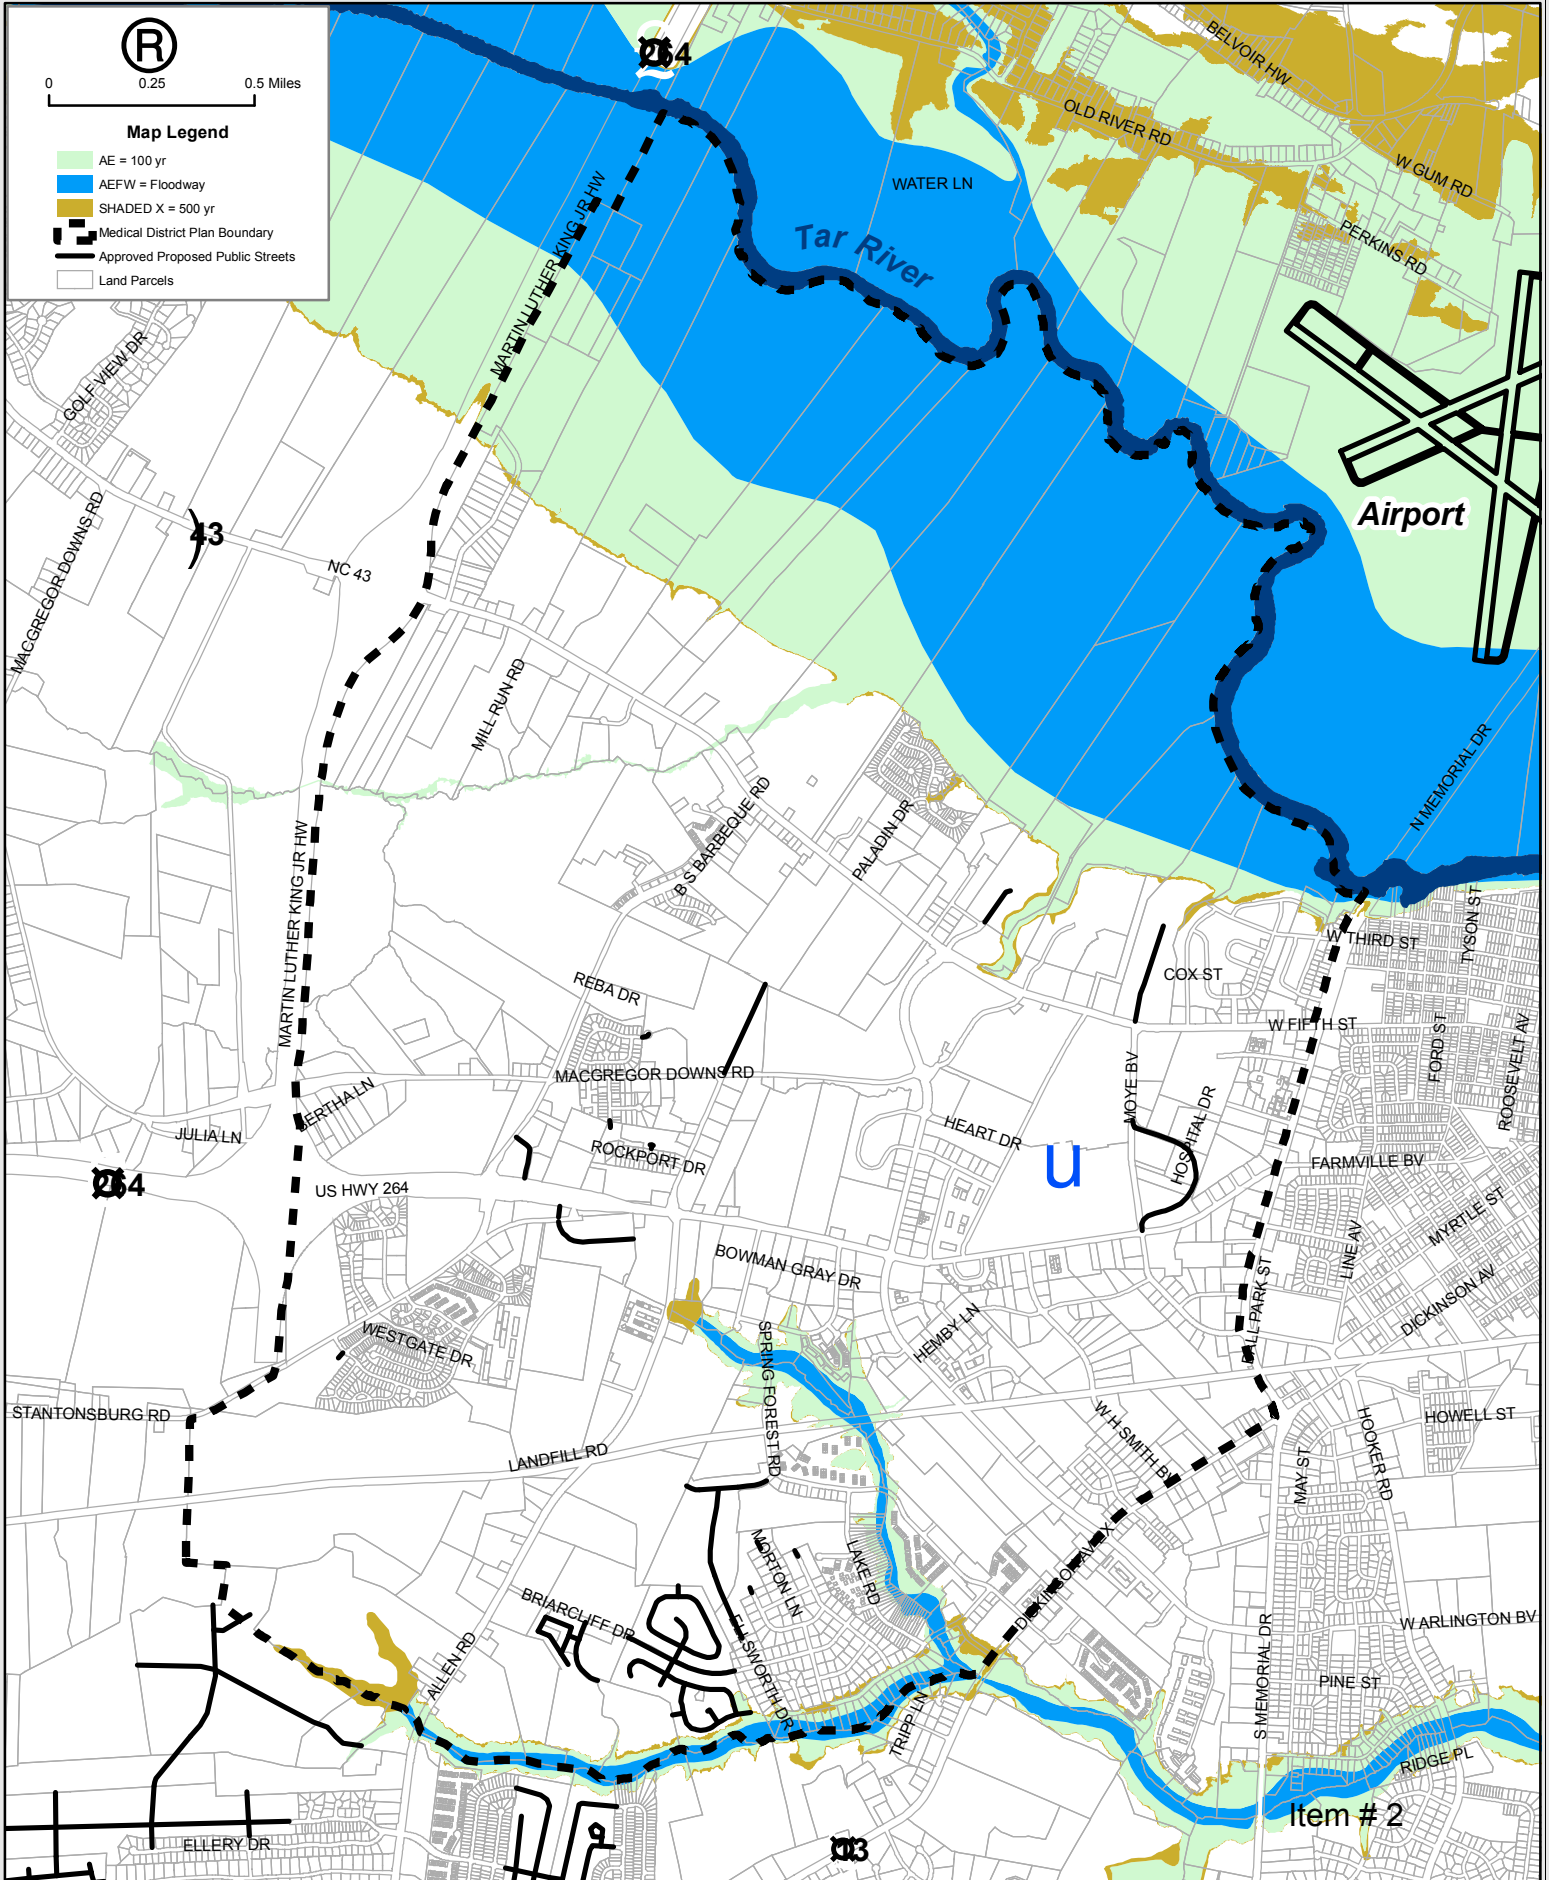 R
0 0.25 0.5 Miles
Map Legend
AE = 100 yr
AEFW = Floodway
SHADED X = 500 yr
Medical District Plan Boundary
Approved Proposed Public Streets
Land Parcels
264
BELVOIR HW
OLD RIVER RD
W GUM RD
WATER LN
PERKINS RD
Tar River
MARTIN LUTHER KING JR HW
GOLF VIEW DR
Airport
MACGREGOR DOWNS RD
43
NC 43
MILL RUN RD
N MEMORIAL DR
B S BARBEQUE RD
PALADIN DR
MARTIN LUTHER KING JR HW
TYSON ST
W THIRD ST
COX ST
REBA DR
W FIFTH ST
FORD ST
ROOSEVELT AV
MACGREGOR DOWNS RD
MOYE BV
BERTHA LN
JULIA LN
HEART DR
HOSPITAL DR
u
ROCKPORT DR
FARMVILLE BV
264
US HWY 264
MYRTLE ST
LINE AV
BOWMAN GRAY DR
BALL PARK ST
DICKINSON AV
HEMBY LN
WESTGATE DR
SPRING FOREST RD
STANTONSBURG RD
W H SMITH BV
HOWELL ST
HOOKER RD
LANDFILL RD
MAY ST
MORTON LN
LAKE RD
DICKINSON AV X
BRIARCLIFF DR
ELLSWORTH DR
W ARLINGTON BV
ALLEN RD
S MEMORIAL DR
PINE ST
TRIPP LN
RIDGE PL
Item # 2
ELLERY DR
13